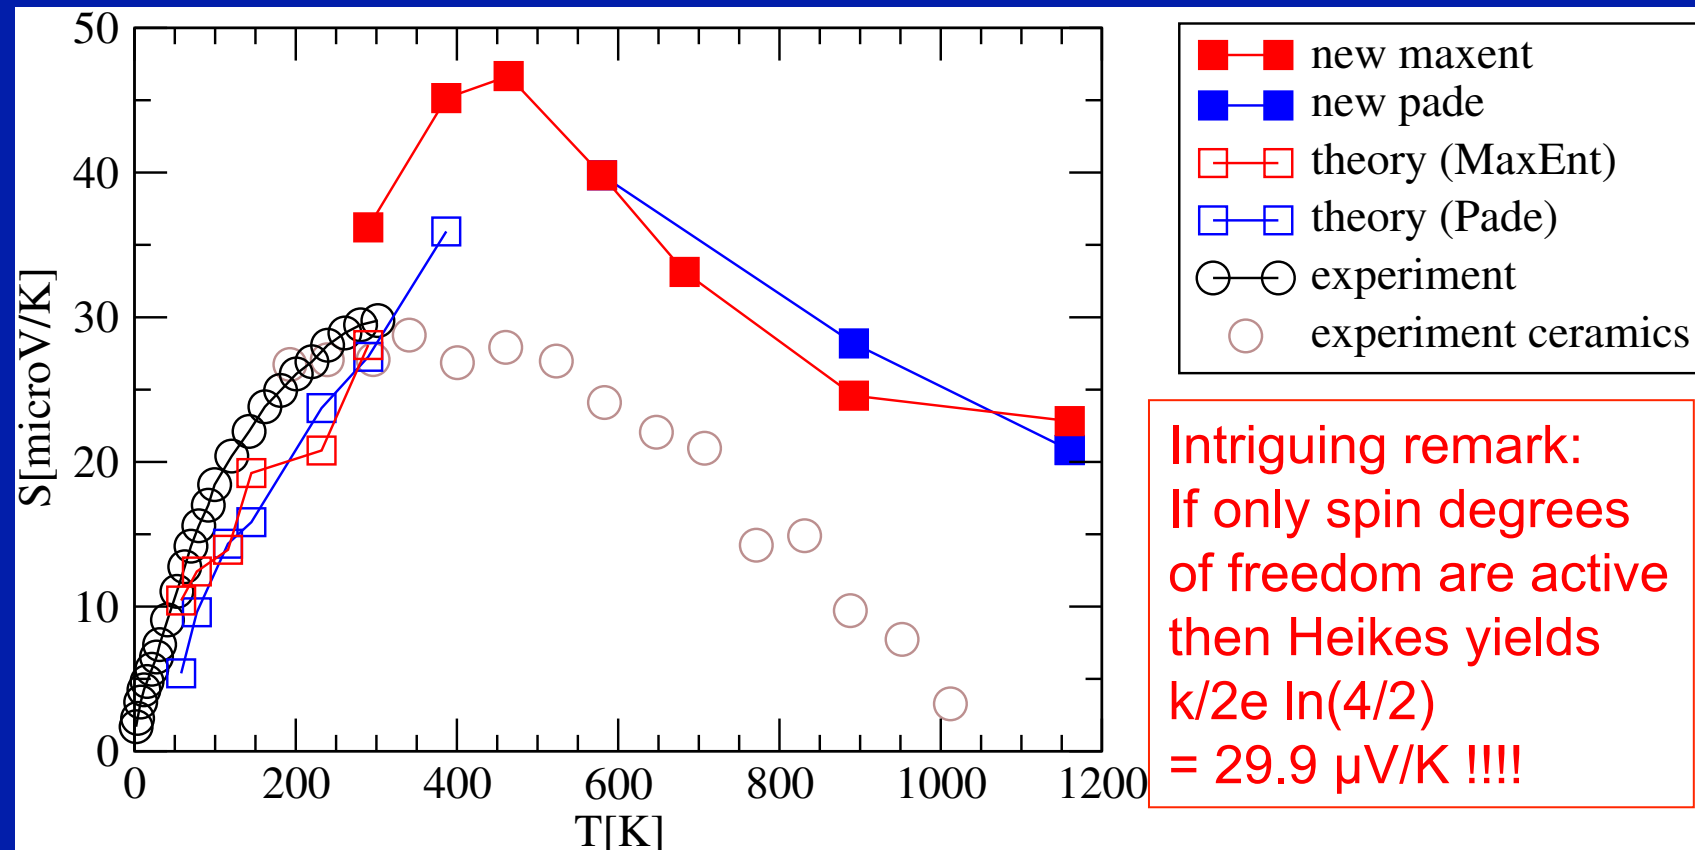 50
40
30
20
10
0
S[microV/K]
0 200 400 600 800 1000 1200
T[K]
new maxent
new pade
theory (MaxEnt)
theory (Pade)
experiment
experiment ceramics
Intriguing remark:
If only spin degrees
of freedom are active
then Heikes yields
k/2e ln(4/2)
= 29.9 µV/K !!!!